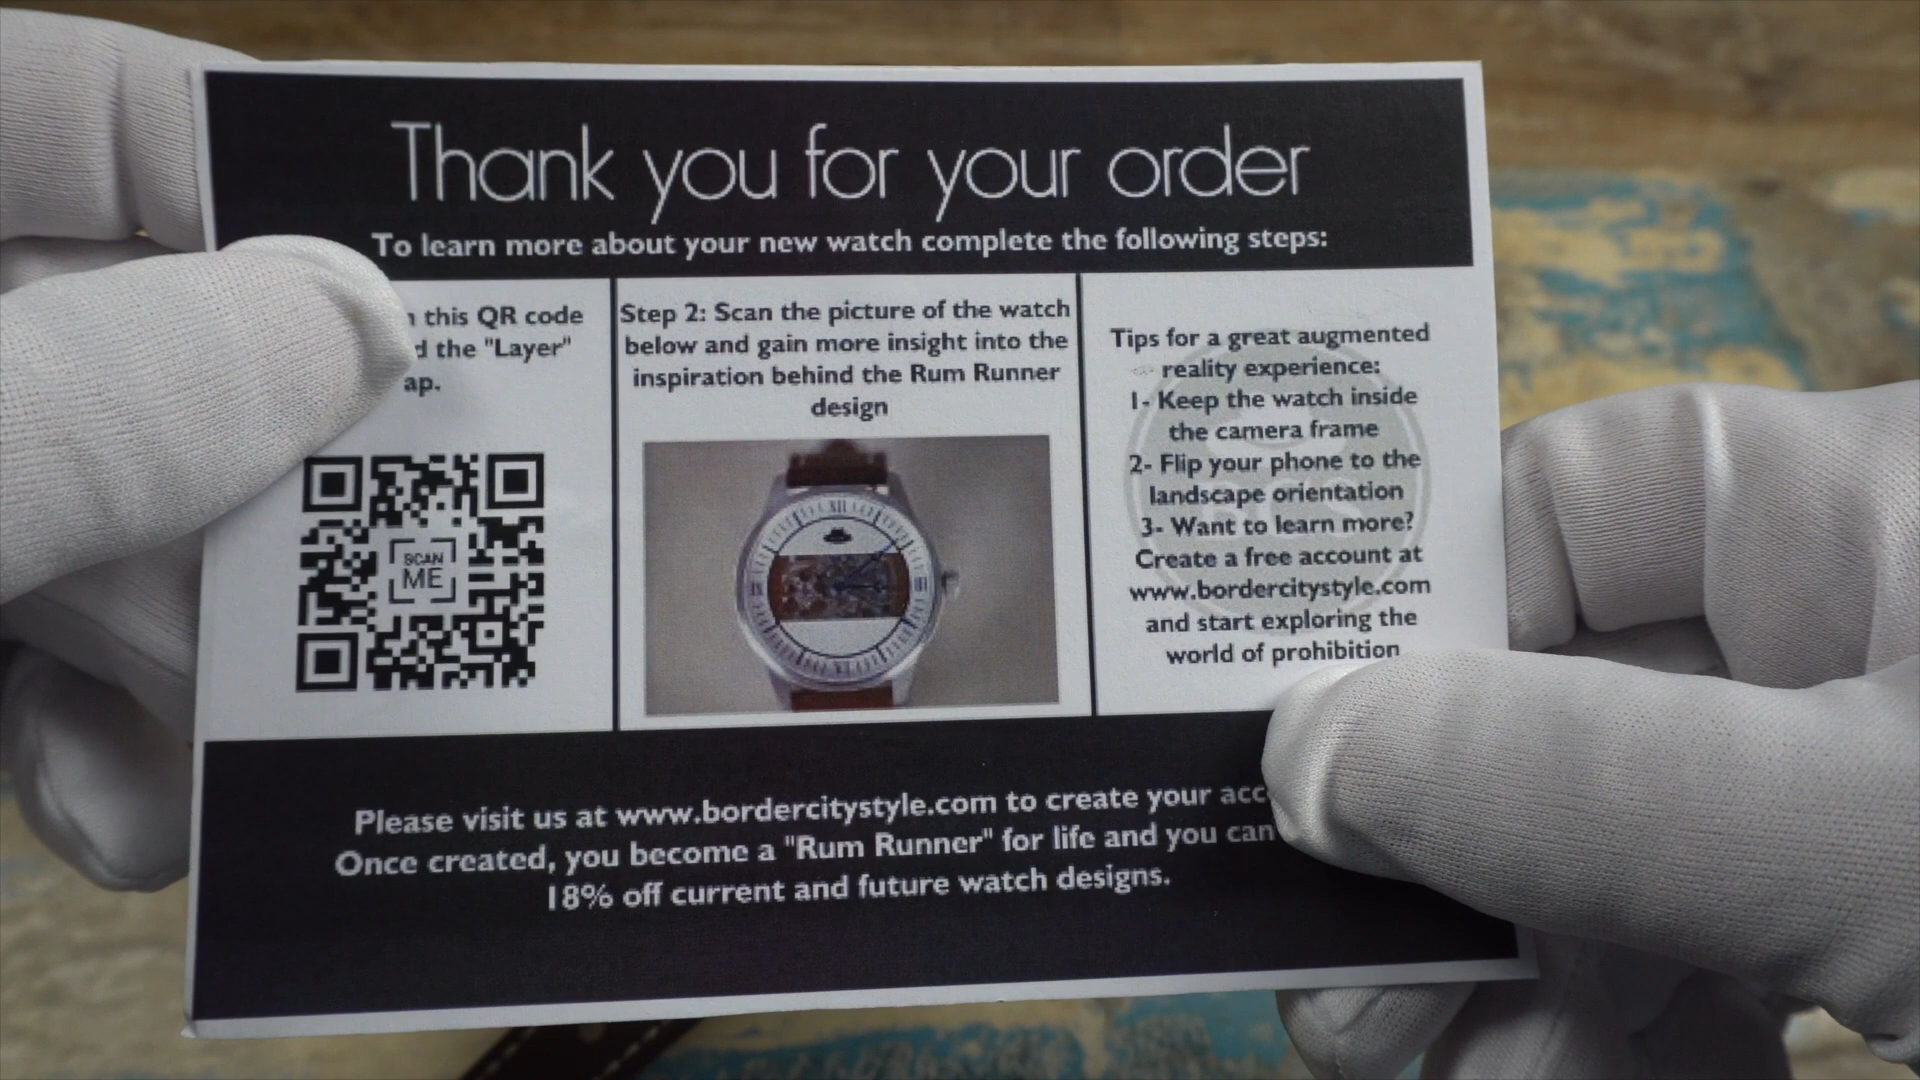 Thank you for your order
To learn more about your new watch complete the following steps:
this QR code
the "Layer"
SCAN
ME
Step 2: Scan the picture of the watch
below and gain more insight into the
inspiration behind the Rum Runner
design
Tips for a great augmented
reality experience:
1- Keep the watch inside
the camera frame
2- Flip your phone to the
landscape orientation
3- Want to learn more?
Create a free account at
www.bordercitystyle.com
and start exploring the
world of prohibition
Please visit us at www.bordercitystyle.com to create your
Once created, you become a "Rum Runner" for life and you can
18% off current and future watch designs.